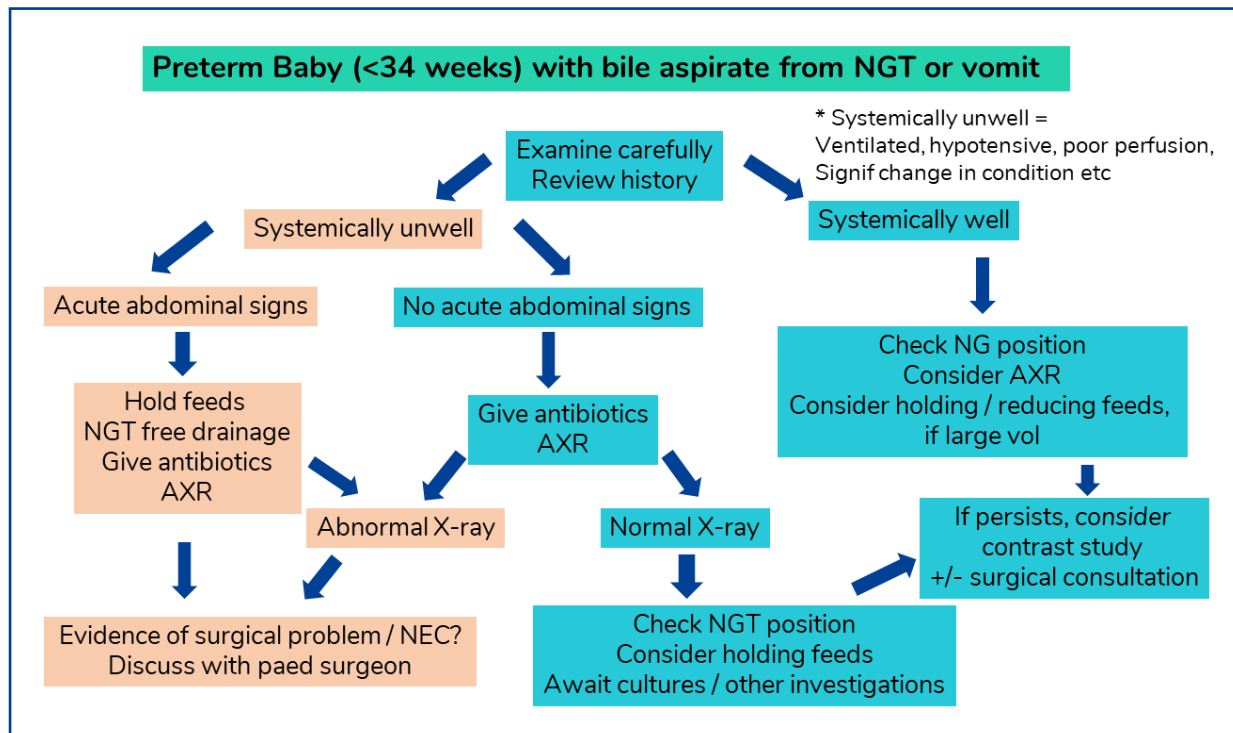 Preterm Baby (<34 weeks) with bile aspirate from NGT or vomit
* Systemically unwell =
Ventilated, hypotensive, poor perfusion,
Signif change in condition etc
Examine carefully
Review history
Systemically unwell
Systemically well
Acute abdominal signs
No acute abdominal signs
Check NG position
Consider AXR
Consider holding / reducing feeds,
if large vol
Hold feeds
NGT free drainage
Give antibiotics
AXR
Give antibiotics
AXR
Abnormal X-ray
Normal X-ray
If persists, consider
contrast study
+/- surgical consultation
Evidence of surgical problem / NEC?
Discuss with paed surgeon
Check NGT position
Consider holding feeds
Await cultures / other investigations